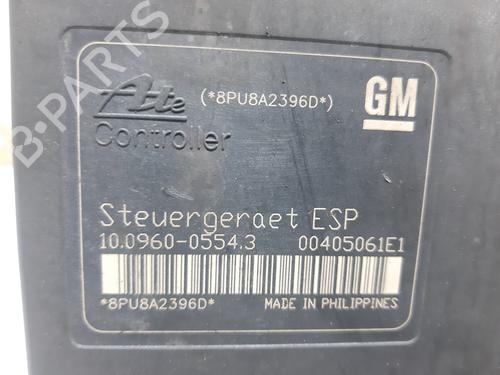 Ate (*8PU8A2396D*) GM
Controller
Steuergeraet ESP
10.0960-0554.3 00405061E1
*8PU8A2396D* MADE IN PHILIPPINES
B-PARTS